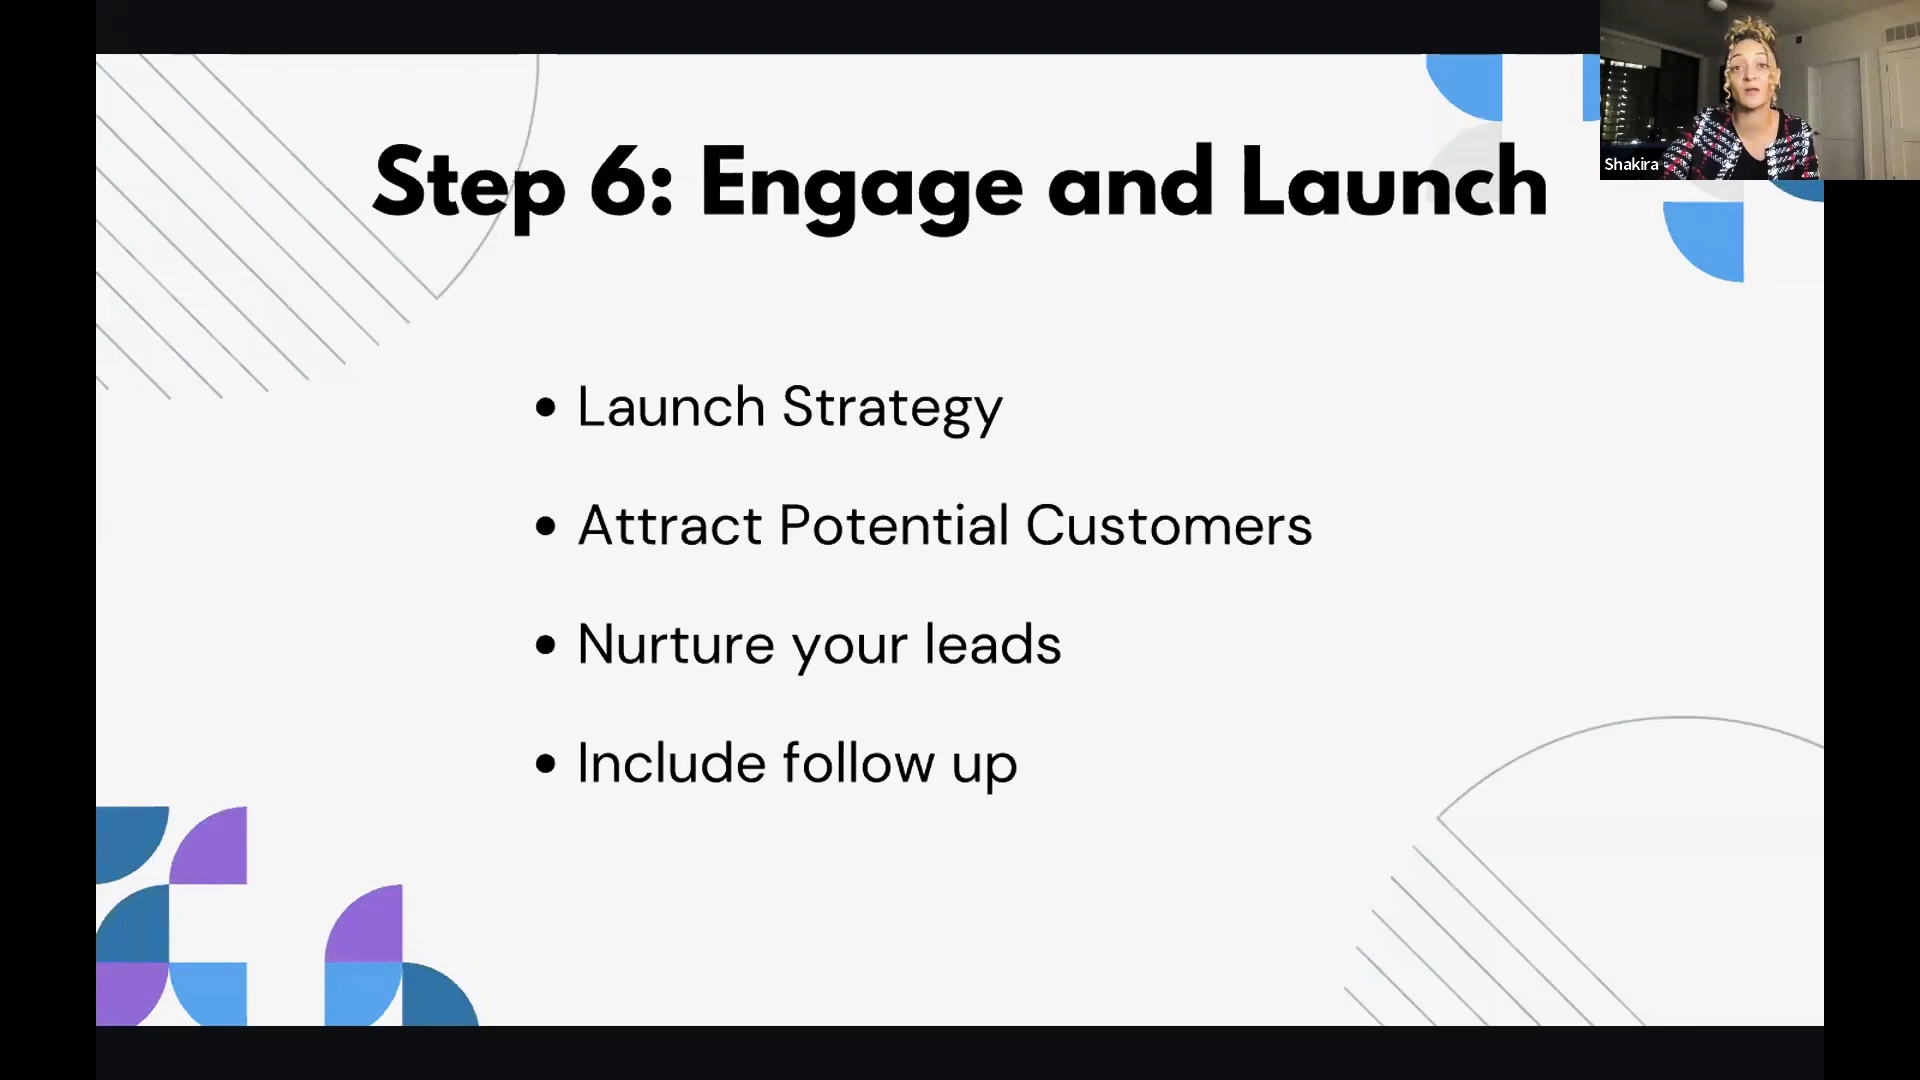 Step 6: Engage and Launch
Shakira
• Launch Strategy
• Attract Potential Customers
• Nurture your leads
• Include follow up